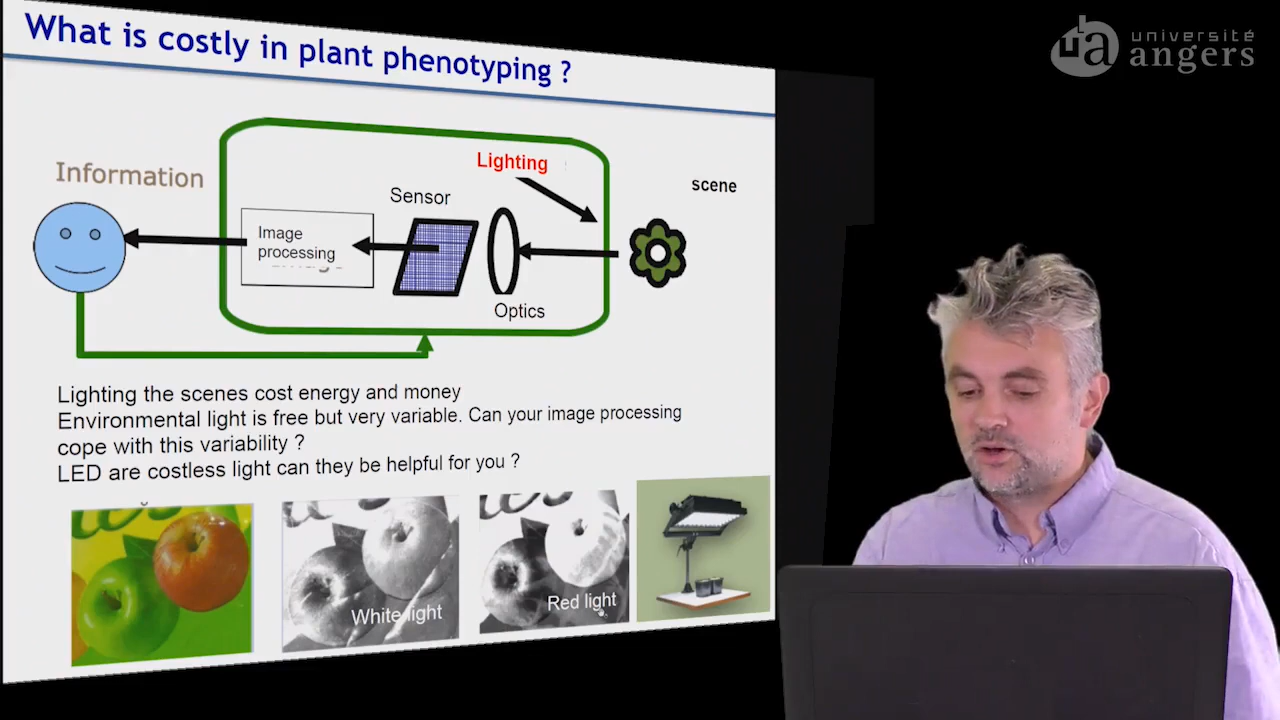 What is costly in plant phenotyping ?
université
angers
Lighting
scene
Information
Sensor
Image
processing
Optics
Lighting the scenes cost energy and money
Environmental light is free but very variable. Can your image processing
cope with this variability ?
LED are costless light can they be helpful for you ?
White light
Red light